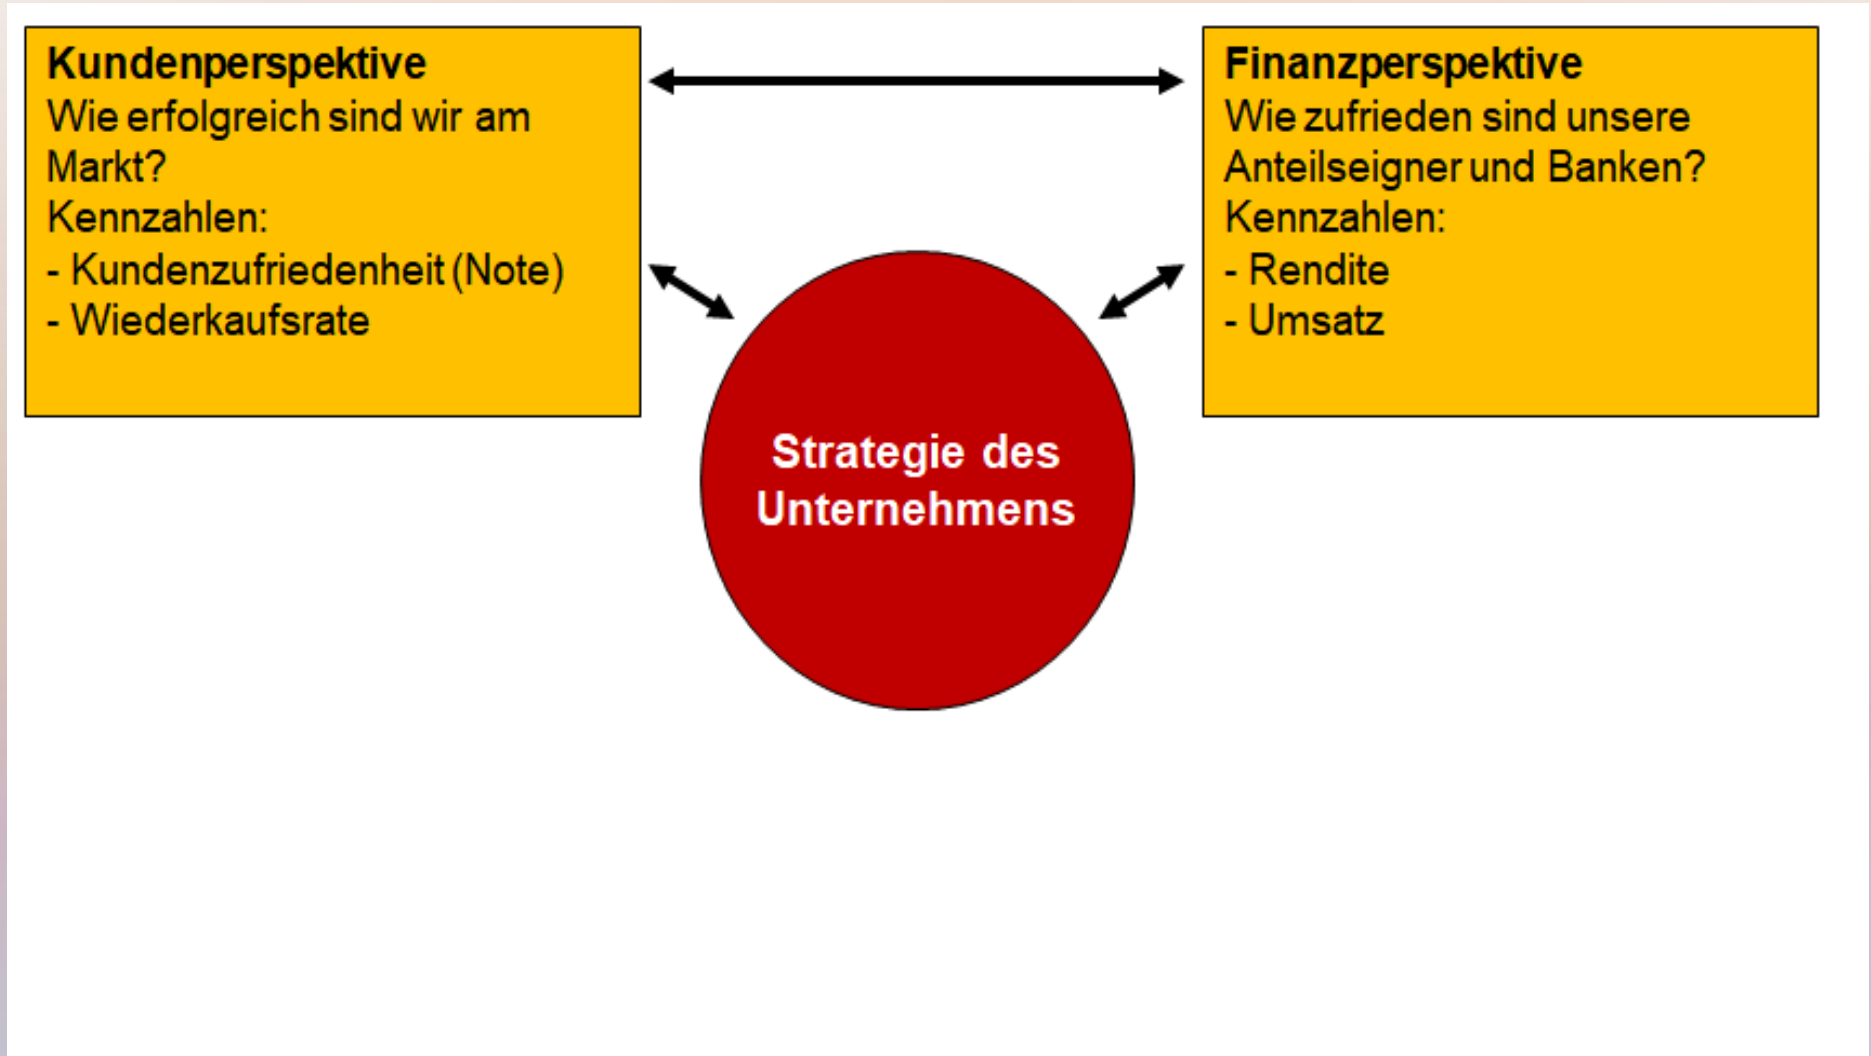 Kundenperspektive
Wie erfolgreich sind wir am
Markt?
Kennzahlen:
- Kundenzufriedenheit (Note)
- Wiederkaufsrate
Finanzperspektive
Wie zufrieden sind unsere
Anteilseigner und Banken?
Kennzahlen:
- Rendite
- Umsatz
Strategie des
Unternehmens